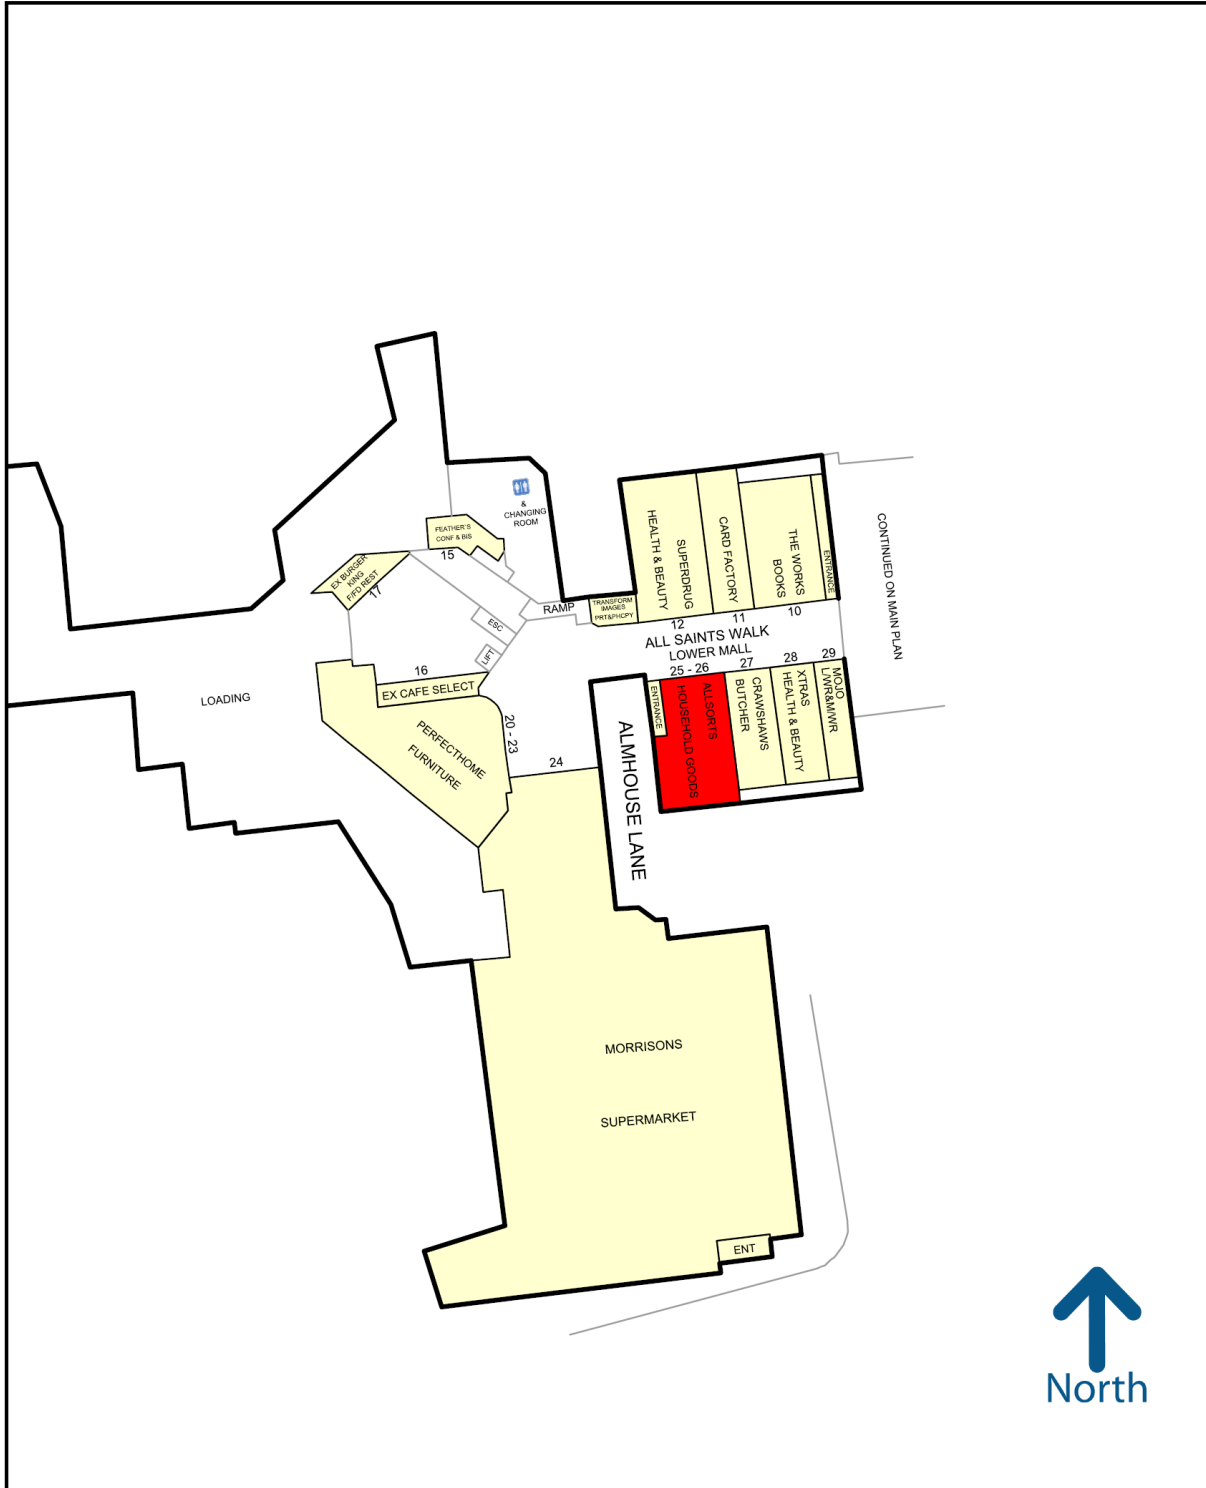 &
CHANGING
ROOM
FEATHER'S
CONF & BIS
15
EX BURGER
KING
F/FD REST
17
RAMP
TRANSFORM
IMAGES
PRT&PHCPY
ESC
LIFT
SUPERDRUG
HEALTH & BEAUTY
12
CARD FACTORY
11
THE WORKS
BOOKS
10
ENTRANCE
CONTINUED ON MAIN PLAN
ALL SAINTS WALK
LOWER MALL
25 - 26
27
28
29
ENTRANCE
ALLSORTS
HOUSEHOLD GOODS
CRAWSHAWS
BUTCHER
XTRAS
HEALTH & BEAUTY
MOJO
L/WR&M/WR
16
EX CAFE SELECT
LOADING
PERFECTHOME
FURNITURE
20 - 23
24
ALMHOUSE LANE
MORRISONS
SUPERMARKET
ENT
North